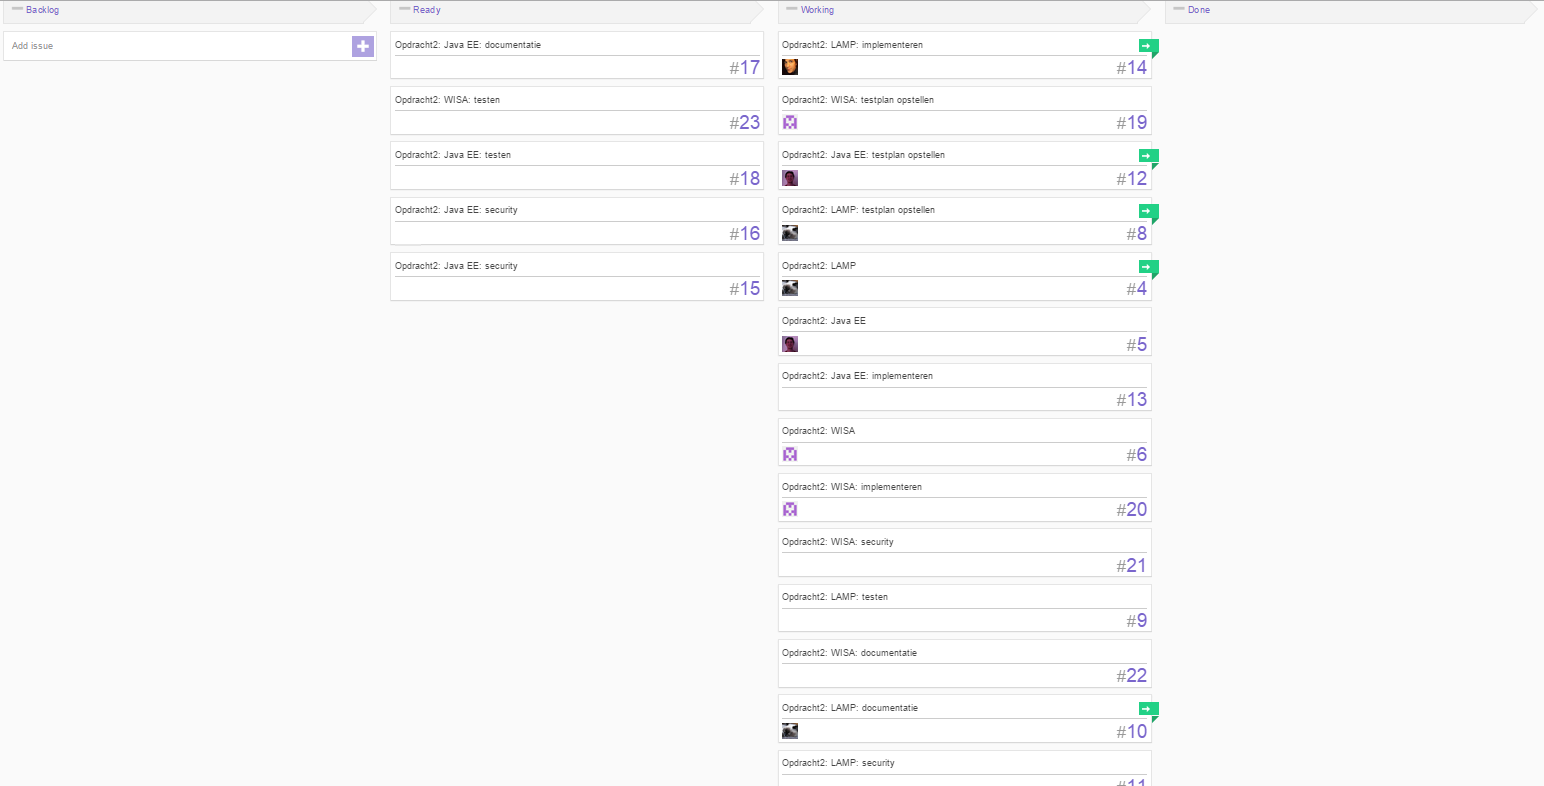 Backlog
Add issue
Ready
Opdracht2: Java EE: documentatie
#17
Opdracht2: WISA: testen
#23
Opdracht2: Java EE: testen
#18
Opdracht2: Java EE: security
#16
Opdracht2: Java EE: security
#15
Working
Opdracht2: LAMP: implementeren
#14
Opdracht2: WISA: testplan opstellen
#19
Opdracht2: Java EE: testplan opstellen
#12
Opdracht2: LAMP: testplan opstellen
#8
Opdracht2: LAMP
#4
Opdracht2: Java EE
#5
Opdracht2: Java EE: implementeren
#13
Opdracht2: WISA
#6
Opdracht2: WISA: implementeren
#20
Opdracht2: WISA: security
#21
Opdracht2: LAMP: testen
#9
Opdracht2: WISA: documentatie
#22
Opdracht2: LAMP: documentatie
#10
Opdracht2: LAMP: security
#11
Done